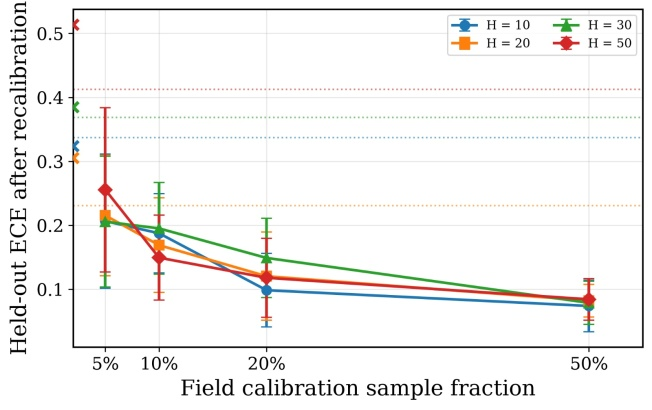 Held-out ECE after recalibration
0.5
0.4
0.3
0.2
0.1
H = 10
H = 20
H = 30
H = 50
5%
10%
20%
50%
Field calibration sample fraction